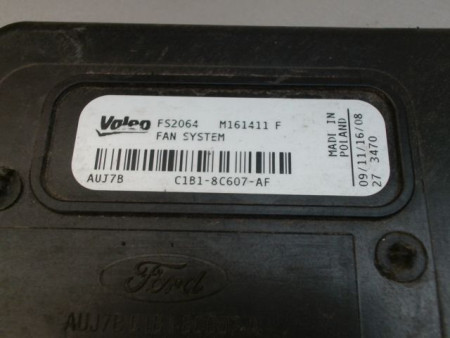 Valeo FS2064 M161411 F
FAN SYSTEM
AUJ7B C1B1-8C607-AF
MADE IN
POLAND
09/11/16/08
27 3470
Ford